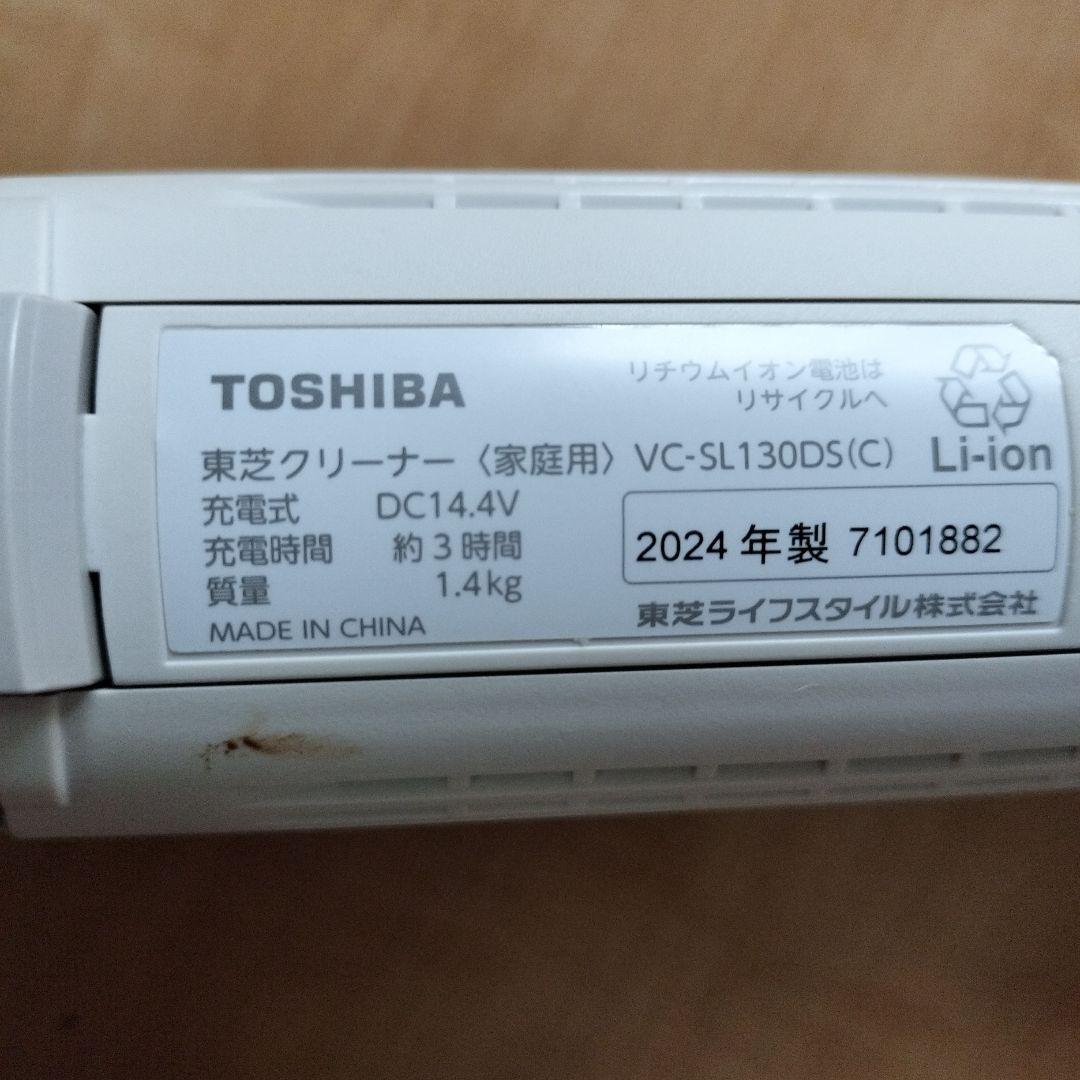 TOSHIBA
リチウムイオン電池は
リサイクルへ
Li-ion
東芝クリーナー〈家庭用〉 VC-SL130DS(C)
充電式 DC14.4V
充電時間 約3時間
質量 1.4kg
MADE IN CHINA
2024年製 7101882
東芝ライフスタイル株式会社